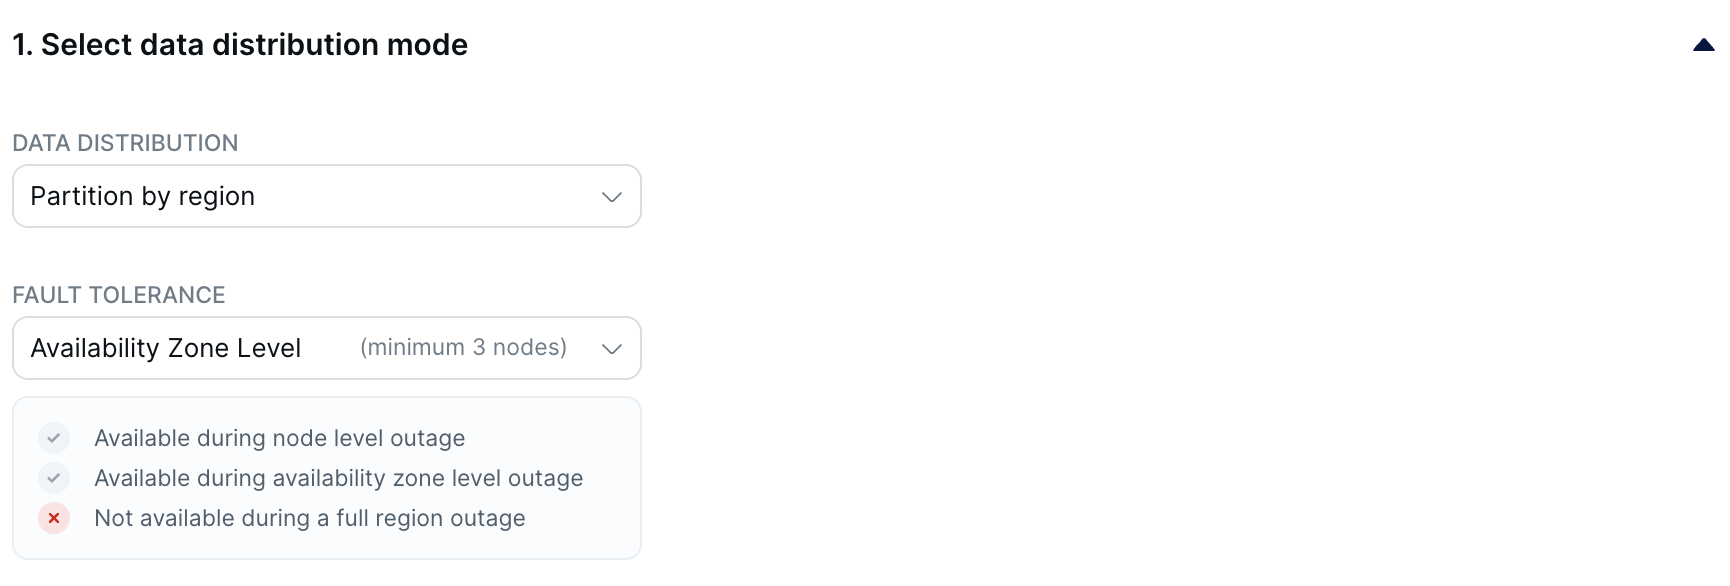 1. Select data distribution mode
DATA DISTRIBUTION
Partition by region
FAULT TOLERANCE
Availability Zone Level (minimum 3 nodes)
Available during node level outage
Available during availability zone level outage
Not available during a full region outage